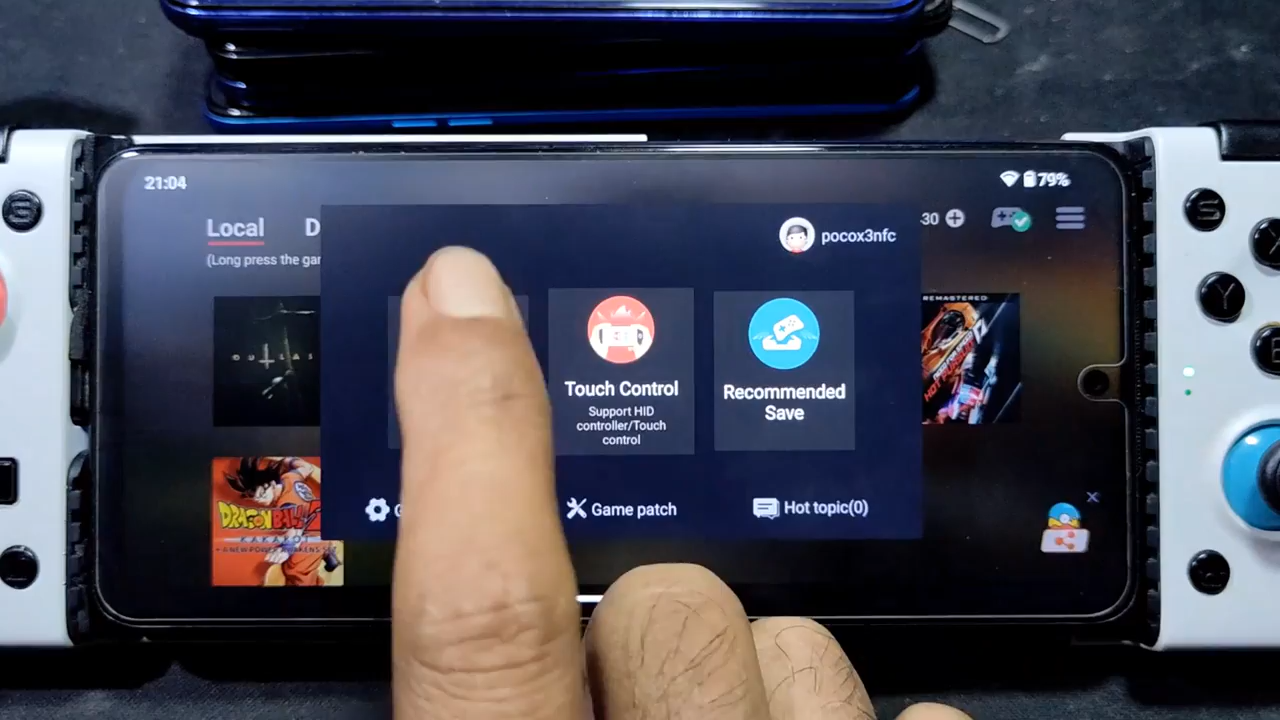 21:04
79%
Local D
30
(Long press the gar
pocox3nfc
Touch Control
Support HID
controller/Touch
control
Recommended
Save
REMASTERED
DRAGON BALL Z
KAKAROT
Game patch
Hot topic(0)
S
S
X
Y
B